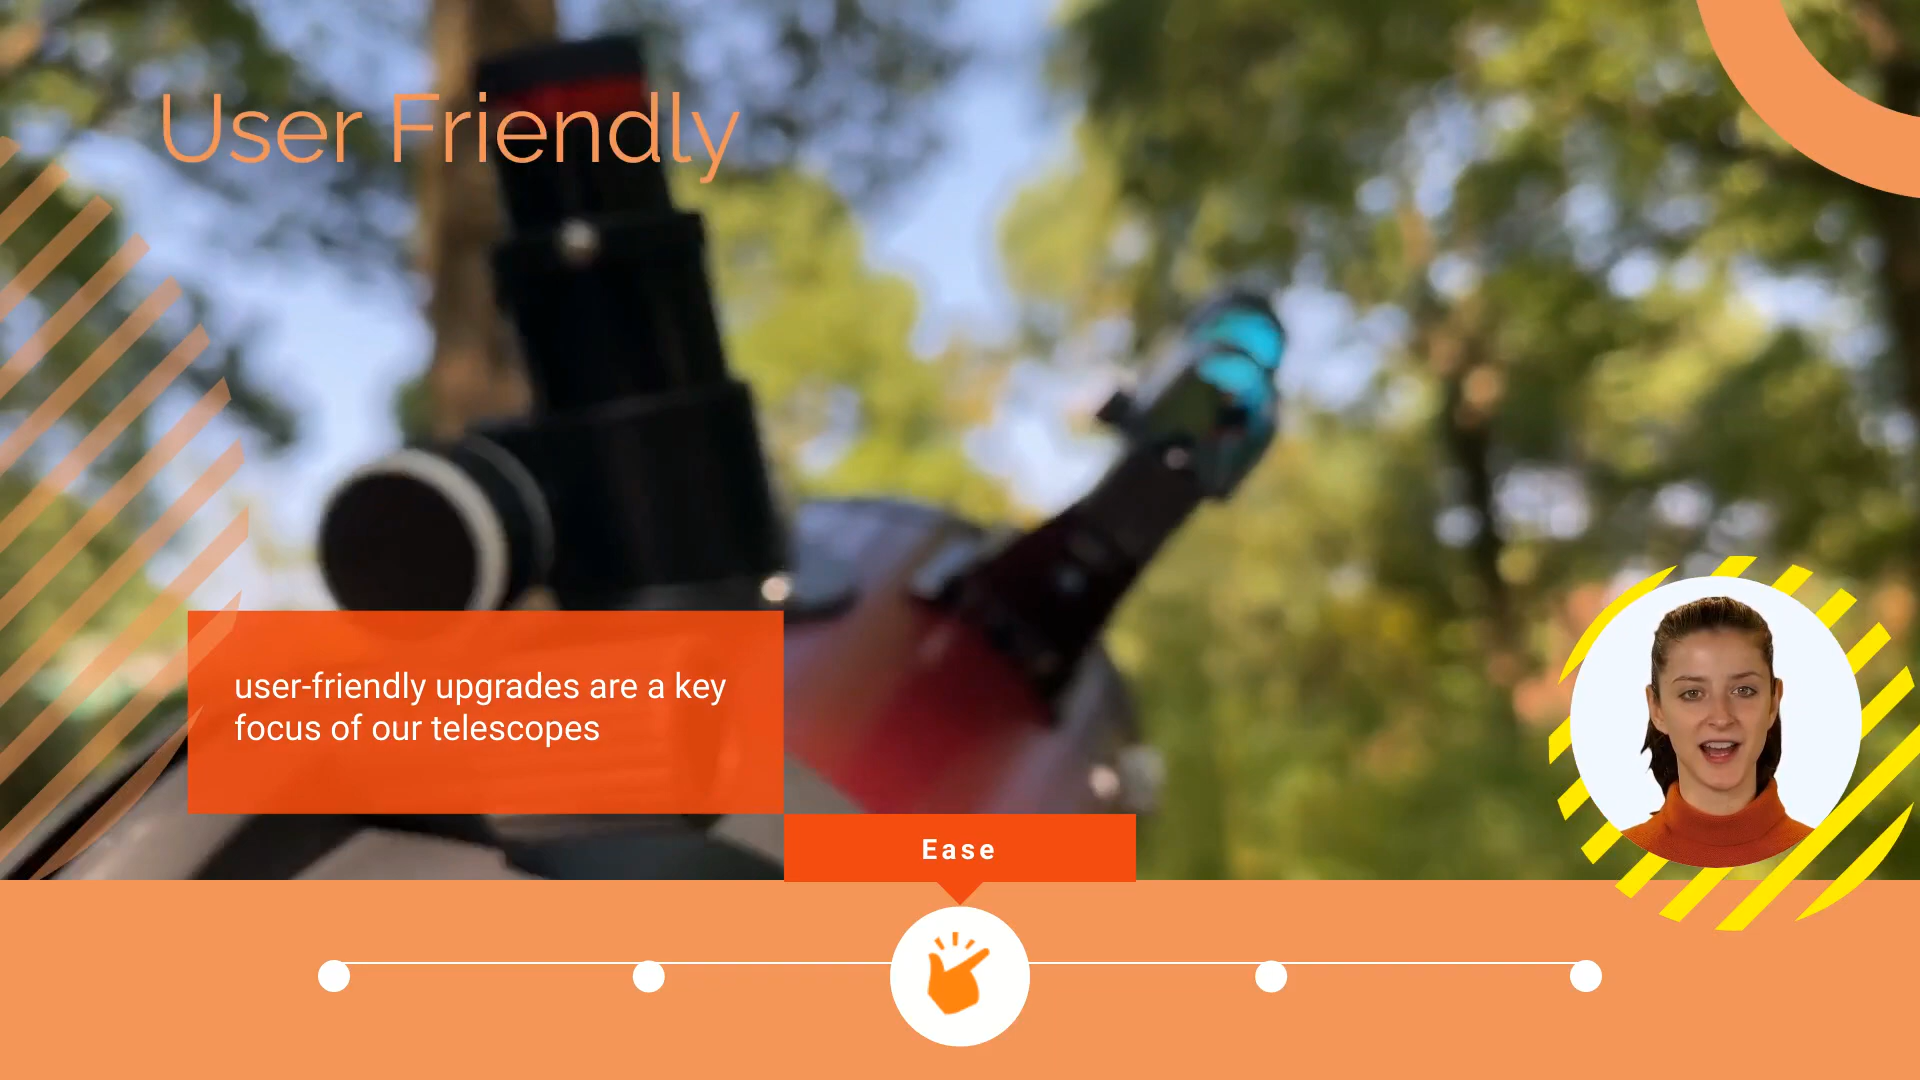 User Friendly
user-friendly upgrades are a key
focus of our telescopes
Ease